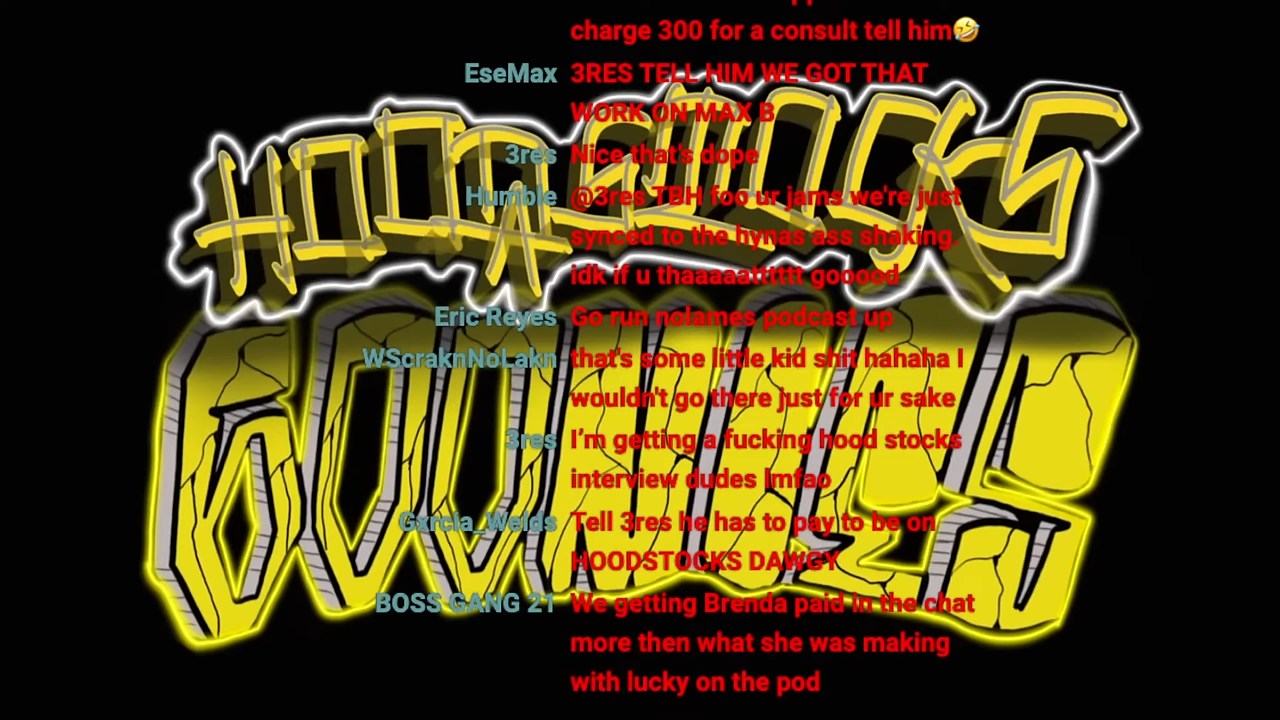 charge 300 for a consult tell him🤣
EseMax 3RES TELL HIM WE GOT THAT
WORK ON MAX B
3res Nice that's dope
Humble @3res TBH foo ur jams we're just
synced to the hynas ass shaking.
idk if u thaaaaatttttt gooood
Eric Reyes Go run nolames podcast up
WScraknNoLakn that's some little kid shit hahaha I
wouldn't go there just for ur sake
3res I’m getting a fucking hood stocks
interview dudes lmfao
Gxrcia_Welds Tell 3res he has to pay to be on
HOODSTOCKS DAWGY
BOSS GANG 21 We getting Brenda paid in the chat
more then what she was making
with lucky on the pod
HOODSTOCKS